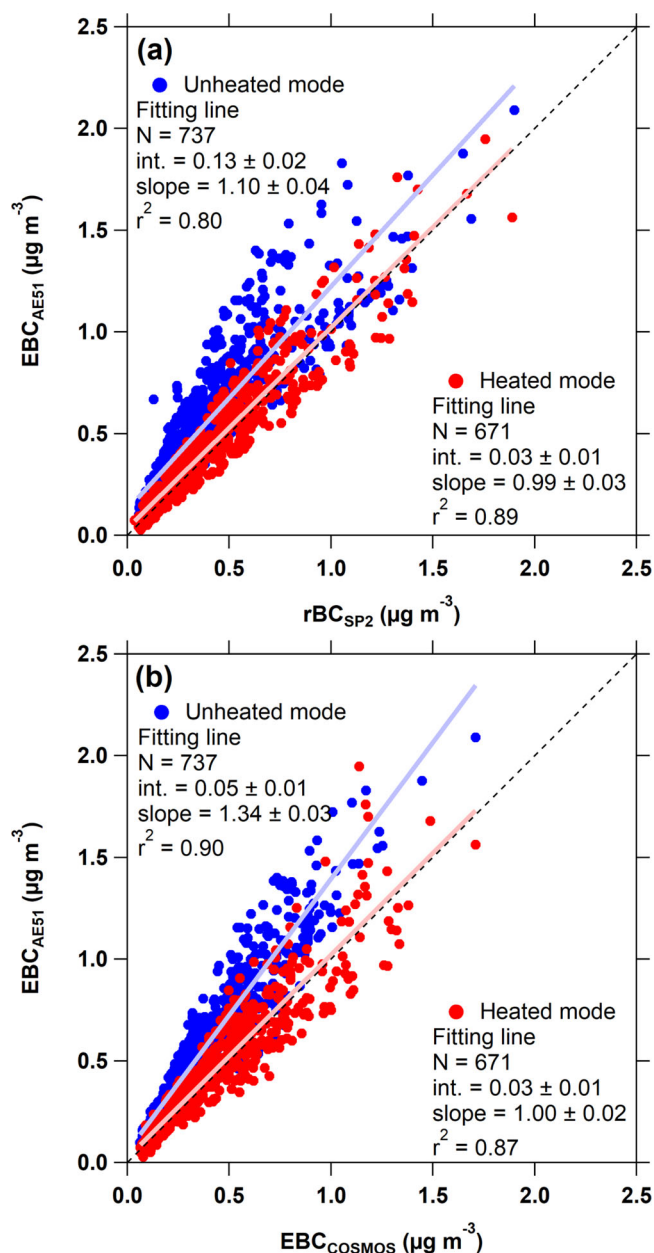 2.5
(a)
Unheated mode
Fitting line
N = 737
int. = 0.13 ± 0.02
slope = 1.10 ± 0.04
r² = 0.80
2.0
1.5
1.0
0.5
0.0
EBC_AE51 (µg m⁻³)
Heated mode
Fitting line
N = 671
int. = 0.03 ± 0.01
slope = 0.99 ± 0.03
r² = 0.89
0.0 0.5 1.0 1.5 2.0 2.5
rBC_SP2 (µg m⁻³)
2.5
(b)
Unheated mode
Fitting line
N = 737
int. = 0.05 ± 0.01
slope = 1.34 ± 0.03
r² = 0.90
2.0
1.5
1.0
0.5
0.0
EBC_AE51 (µg m⁻³)
Heated mode
Fitting line
N = 671
int. = 0.03 ± 0.01
slope = 1.00 ± 0.02
r² = 0.87
0.0 0.5 1.0 1.5 2.0 2.5
EBC_COSMOS (µg m⁻³)